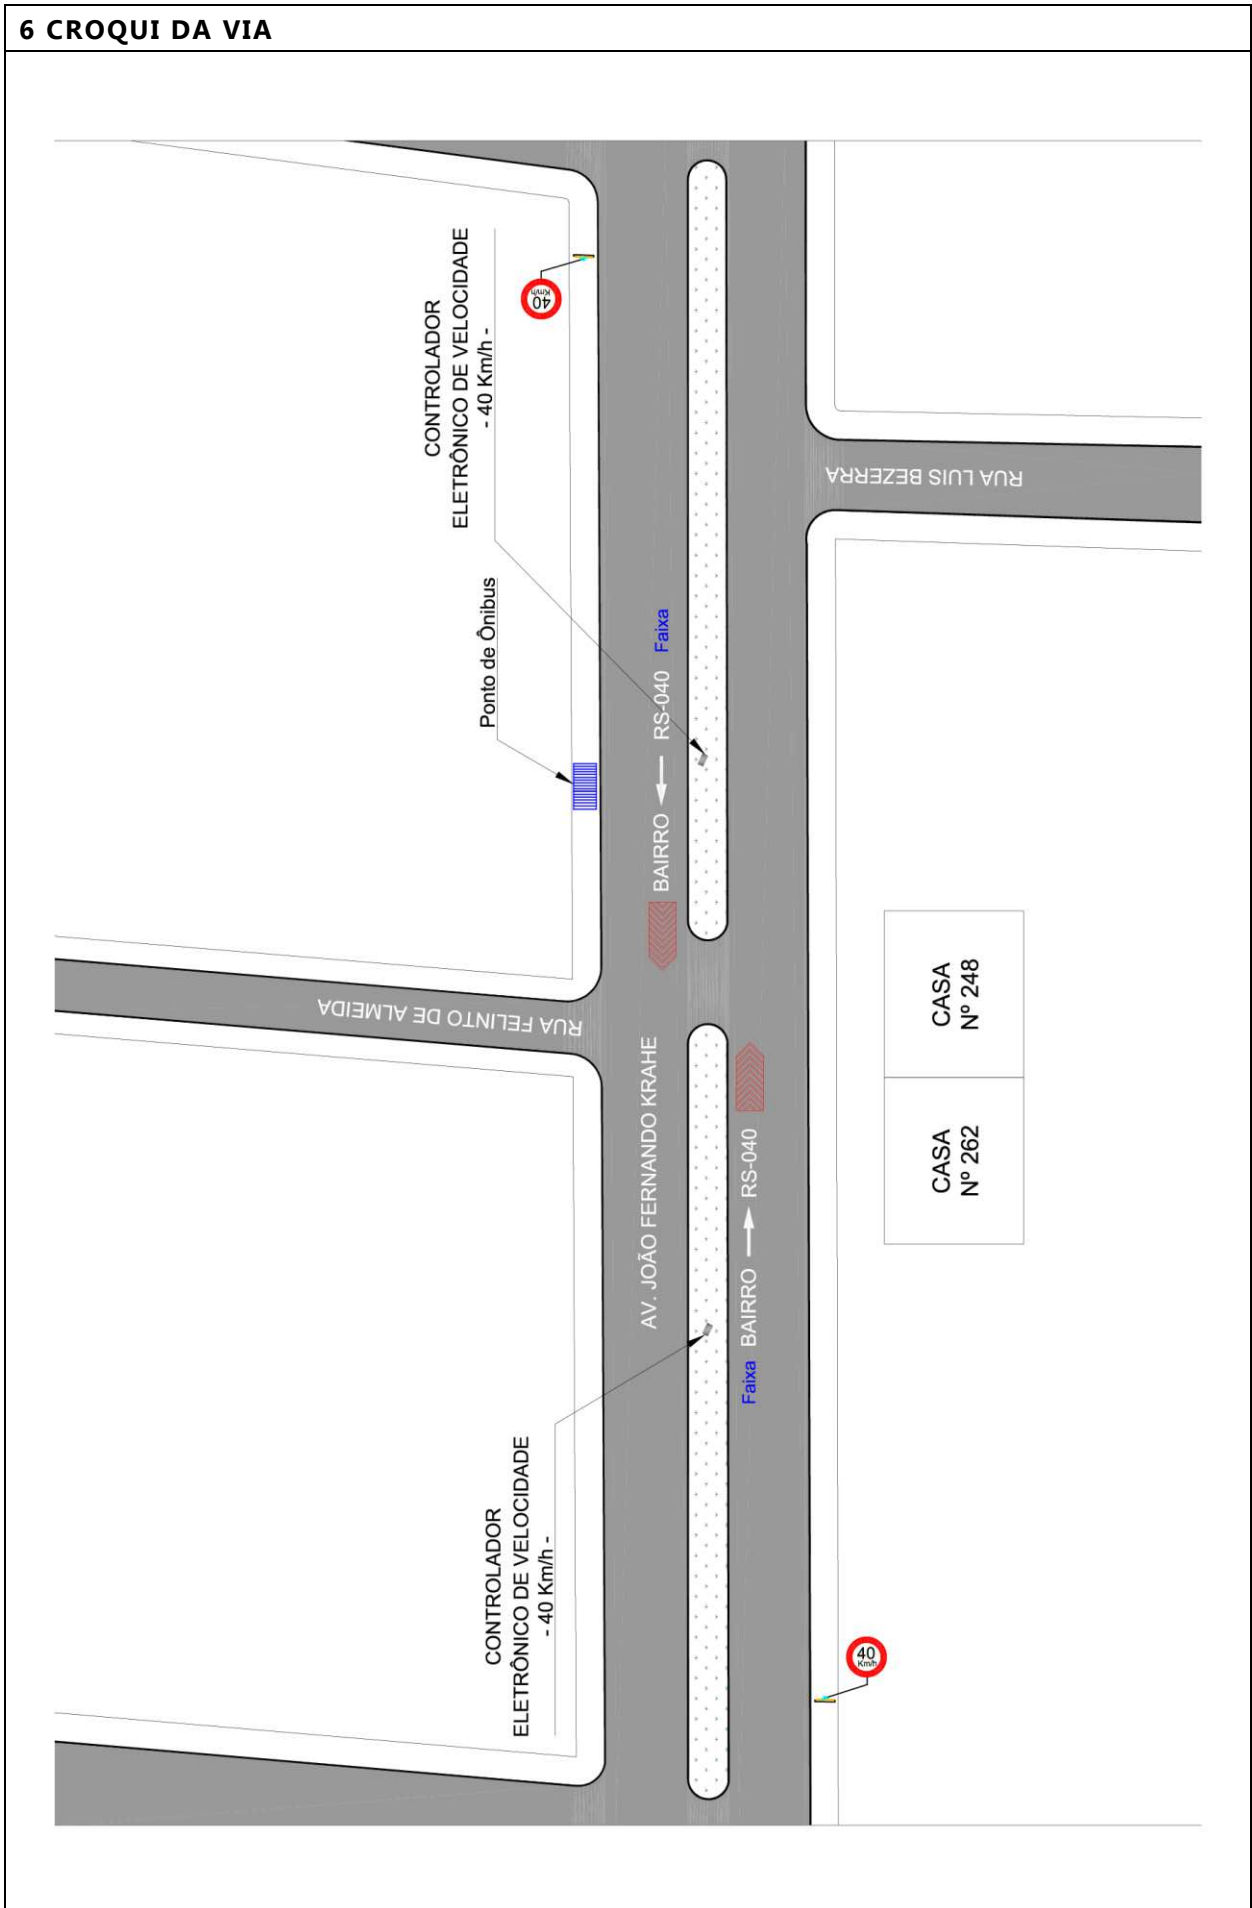 6 CROQUI DA VIA
CONTROLADOR
ELETRÔNICO DE VELOCIDADE
- 40 Km/h -
40
Km/h
RUA LUIS BEZERRA
Ponto de Ônibus
BAIRRO RS-040 Faixa
RUA FELINTO DE ALMEIDA
AV. JOÃO FERNANDO KRAHE
Faixa BAIRRO RS-040
CASA
Nº 248
CASA
Nº 262
CONTROLADOR
ELETRÔNICO DE VELOCIDADE
- 40 Km/h -
40
Km/h